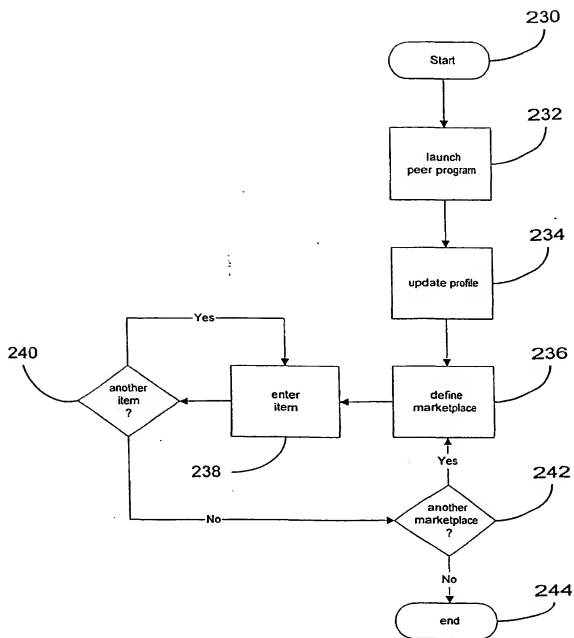 230
Start
232
launch
peer program
234
update profile
Yes
240
another
item
?
enter
item
238
236
define
marketplace
Yes
242
another
marketplace
?
No
No
244
end